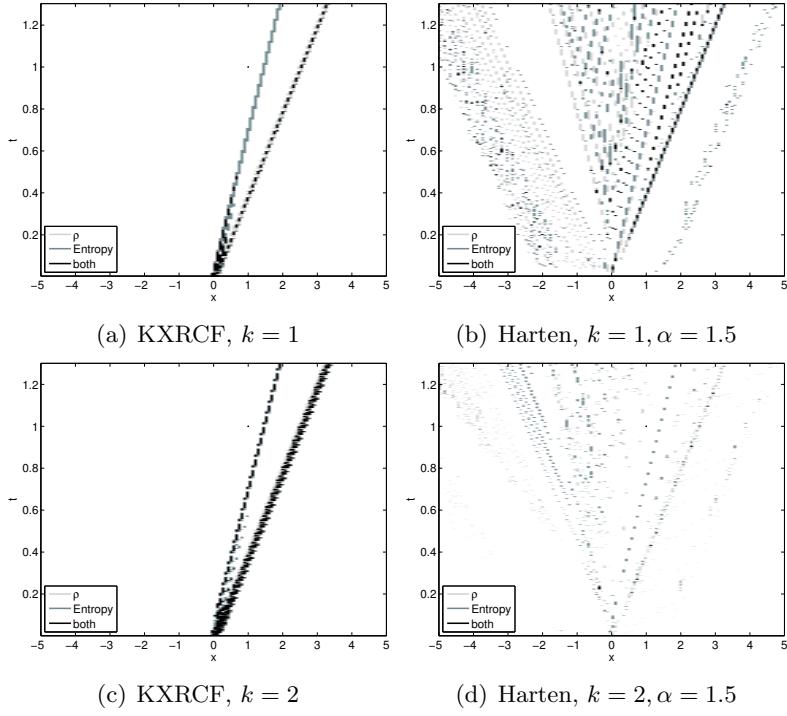 1.2
1
0.8
t
0.6
0.4
0.2
ρ
Entropy
both
−5 −4 −3 −2 −1 0 1 2 3 4 5
x
(a) KXRCF, k = 1
1.2
1
0.8
t
0.6
0.4
0.2
ρ
Entropy
both
−5 −4 −3 −2 −1 0 1 2 3 4 5
x
(b) Harten, k = 1, α = 1.5
1.2
1
0.8
t
0.6
0.4
0.2
ρ
Entropy
both
−5 −4 −3 −2 −1 0 1 2 3 4 5
x
(c) KXRCF, k = 2
1.2
1
0.8
t
0.6
0.4
0.2
ρ
Entropy
both
−5 −4 −3 −2 −1 0 1 2 3 4 5
x
(d) Harten, k = 2, α = 1.5